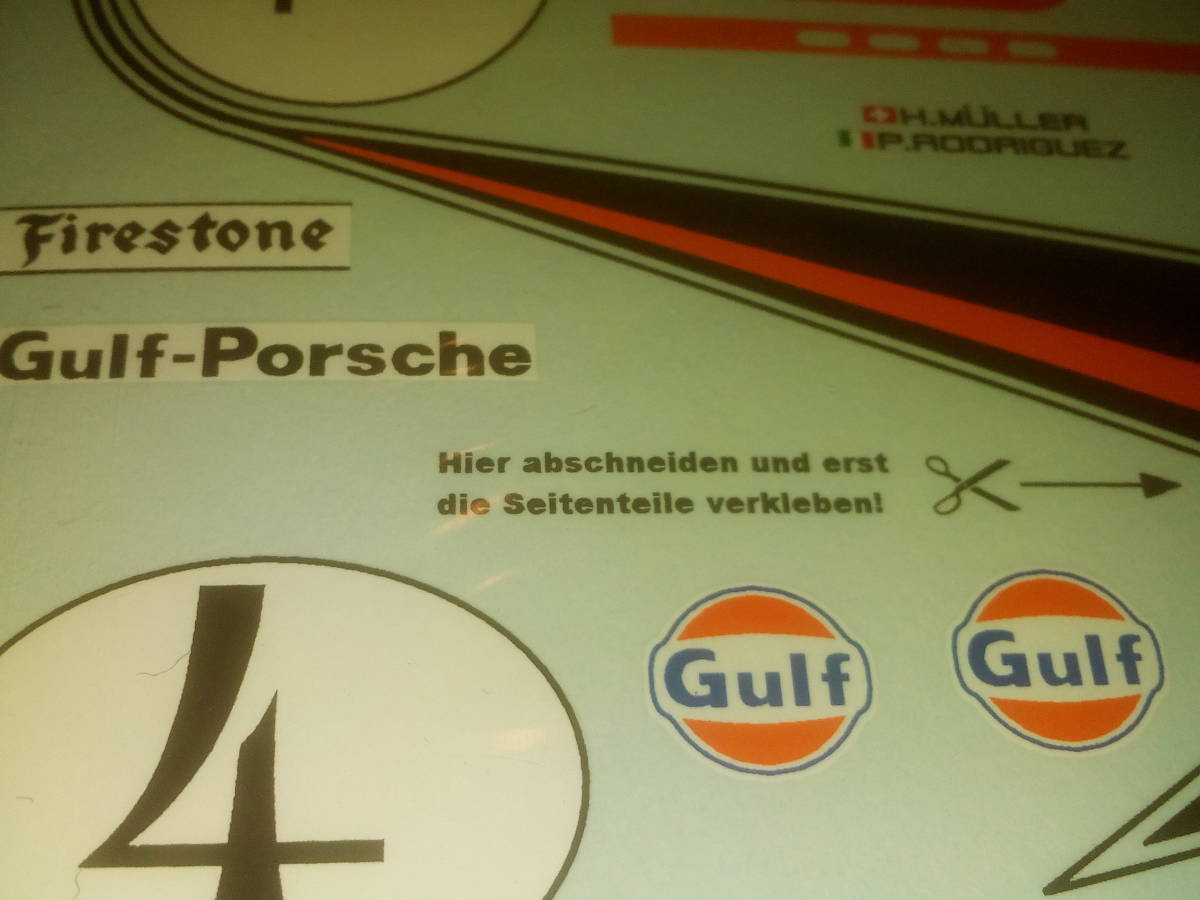 H.MÜLLER
P.RODRIGUEZ
Firestone
Gulf-Porsche
Hier abschneiden und erst
die Seitenteile verkleben!
Gulf
Gulf
4